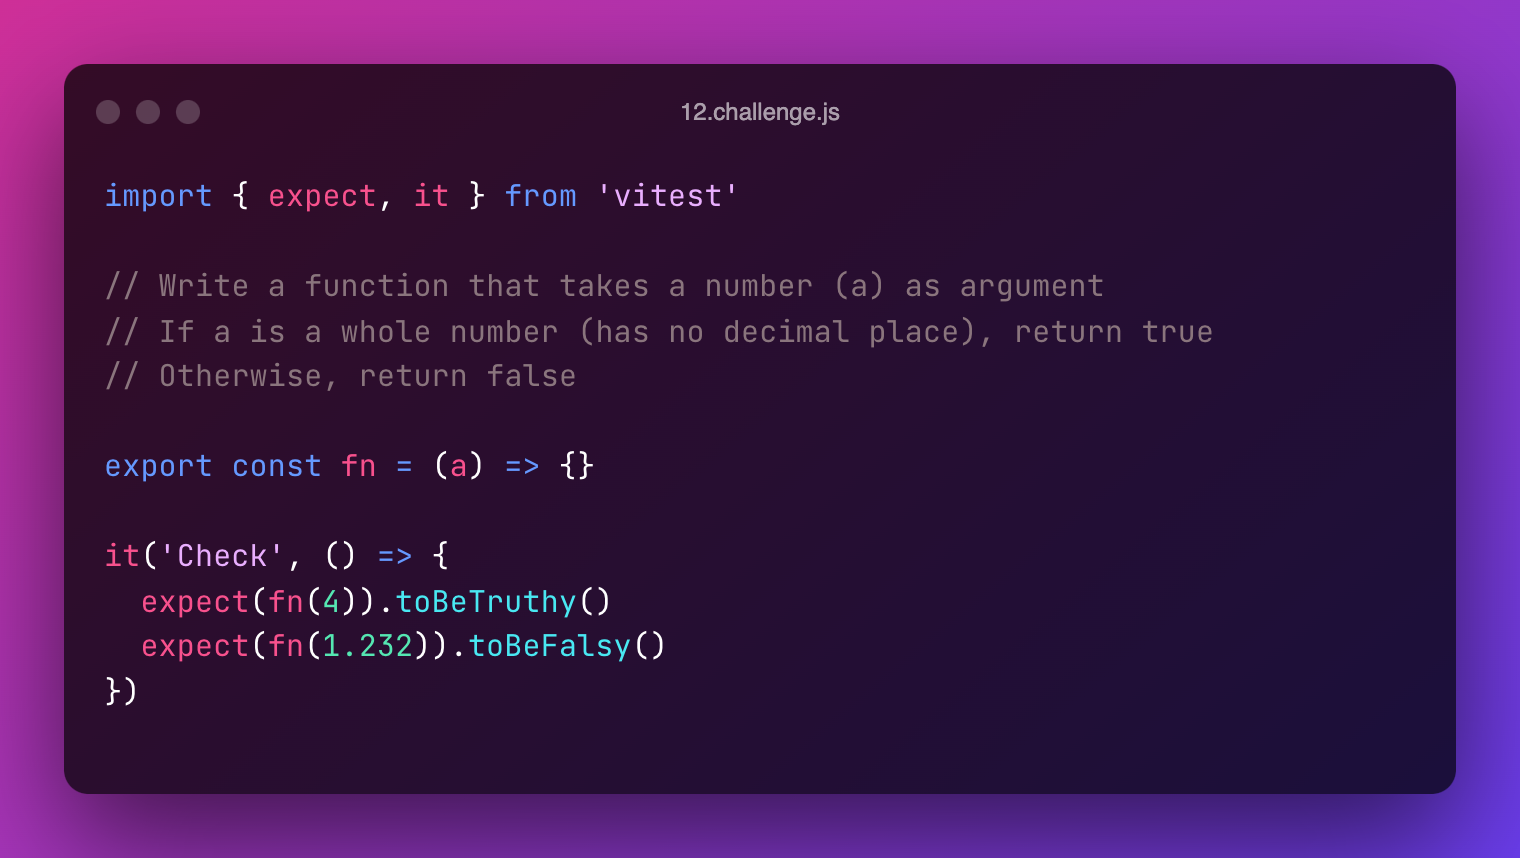 12.challenge.js
import { expect, it } from 'vitest'
// Write a function that takes a number (a) as argument
// If a is a whole number (has no decimal place), return true
// Otherwise, return false
export const fn = (a) => {}
it('Check', () => {
  expect(fn(4)).toBeTruthy()
  expect(fn(1.232)).toBeFalsy()
})